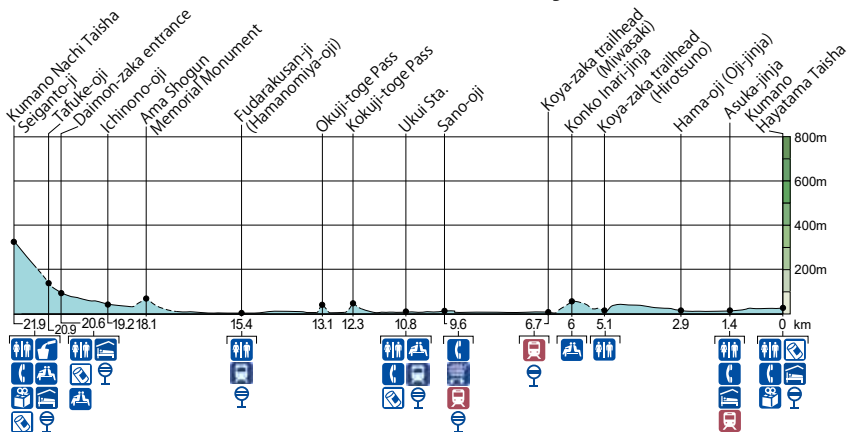 Kumano Nachi Taisha
Seiganto-ji
Tafuke-oji
Daimon-zaka entrance
Ichinono-oji
Ama Shogun
Memorial Monument
Fudarakusan-ji
(Hamanomiya-oji)
Okuji-toge Pass
Kokuji-toge Pass
Ukui Sta.
Sano-oji
Koya-zaka trailhead
(Miwasaki)
Konko Inari-jinja
Koya-zaka trailhead
(Hirotsuno)
Hama-oji (Oji-jinja)
Asuka-jinja
Kumano
Hayatama Taisha
800m
600m
400m
200m
21.9 20.9 20.6 19.2 18.1 15.4 13.1 12.3 10.8 9.6 6.7 6 5.1 2.9 1.4 0 km